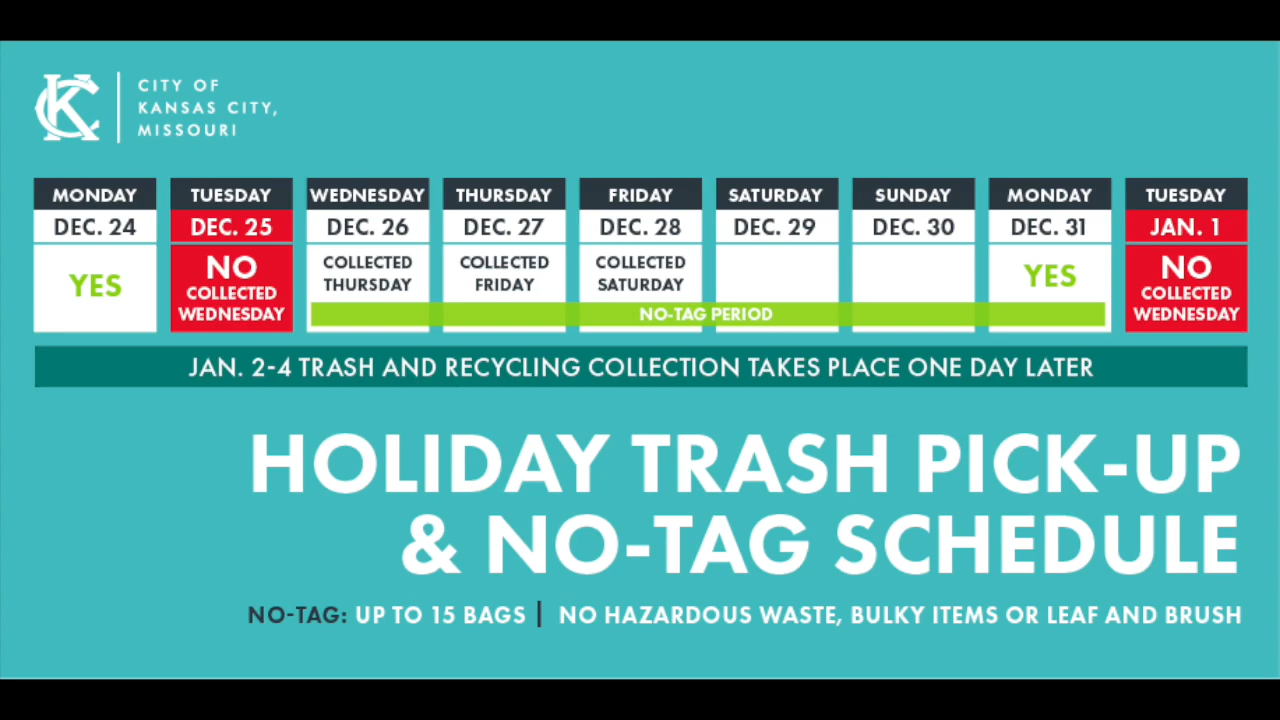 KC
CITY OF
KANSAS CITY,
MISSOURI
MONDAY TUESDAY WEDNESDAY THURSDAY FRIDAY SATURDAY SUNDAY MONDAY TUESDAY
DEC. 24 DEC. 25 DEC. 26 DEC. 27 DEC. 28 DEC. 29 DEC. 30 DEC. 31 JAN. 1
YES
NO
COLLECTED
WEDNESDAY
COLLECTED
THURSDAY
COLLECTED
FRIDAY
COLLECTED
SATURDAY
YES
NO
COLLECTED
WEDNESDAY
NO-TAG PERIOD
JAN. 2-4 TRASH AND RECYCLING COLLECTION TAKES PLACE ONE DAY LATER
HOLIDAY TRASH PICK-UP
& NO-TAG SCHEDULE
NO-TAG: UP TO 15 BAGS | NO HAZARDOUS WASTE, BULKY ITEMS OR LEAF AND BRUSH